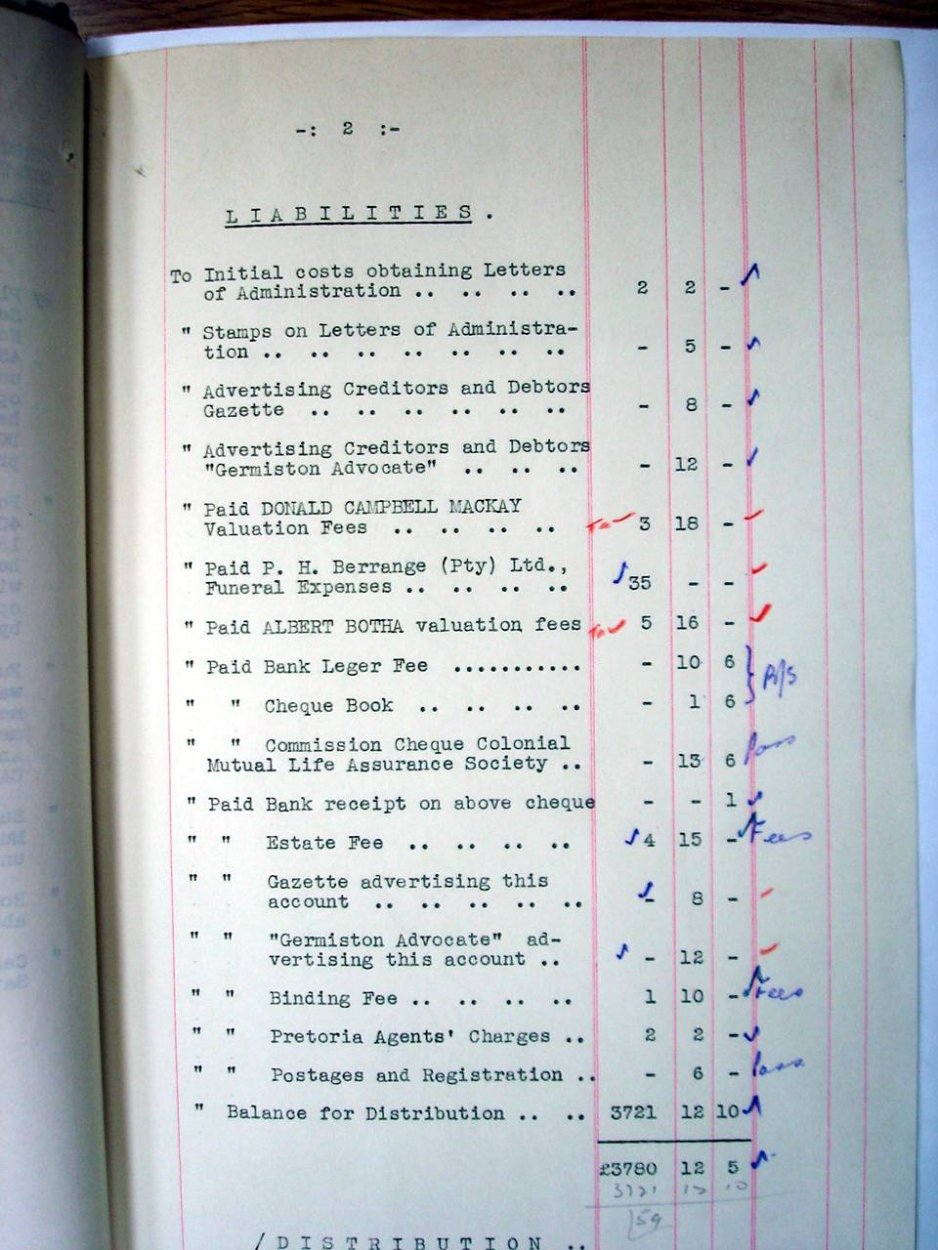 -: 2 :-
LIABILITIES.
To Initial costs obtaining Letters
of Administration .. .. .. .. 2 2 - ✓
" Stamps on Letters of Administra-
tion .. .. .. .. .. .. .. - 5 - ✓
" Advertising Creditors and Debtors
Gazette .. .. .. .. .. .. - 8 - ✓
" Advertising Creditors and Debtors
"Germiston Advocate" .. .. .. - 12 - ✓
" Paid DONALD CAMPBELL MACKAY
Valuation Fees .. .. .. .. 3 18 -
" Paid P. H. Berrange (Pty) Ltd.,
Funeral Expenses .. .. .. .. ✓ 35 - - ✓
" Paid ALBERT BOTHA valuation fees 5 16 - ✓
" Paid Bank Leger Fee ........... - 10 6
" " Cheque Book .. .. .. .. - 1 6
" " Commission Cheque Colonial
Mutual Life Assurance Society .. - 13 6 Pass
" Paid Bank receipt on above cheque - - 1 ✓
" " Estate Fee .. .. .. .. ✓ 4 15 - ✓ Fees
" " Gazette advertising this
account .. .. .. .. .. ✓ - 8 -
" " "Germiston Advocate" ad-
vertising this account .. ✓ - 12 -
" " Binding Fee .. .. .. .. 1 10 - ✓ Fees
" " Pretoria Agents' Charges .. 2 2 - ✓
" " Postages and Registration .. - 6 - Pass
" Balance for Distribution .. .. 3721 12 10 ✓
£3780 12 5 ✓
3721 12 10
59
/DISTRIBUTION ..